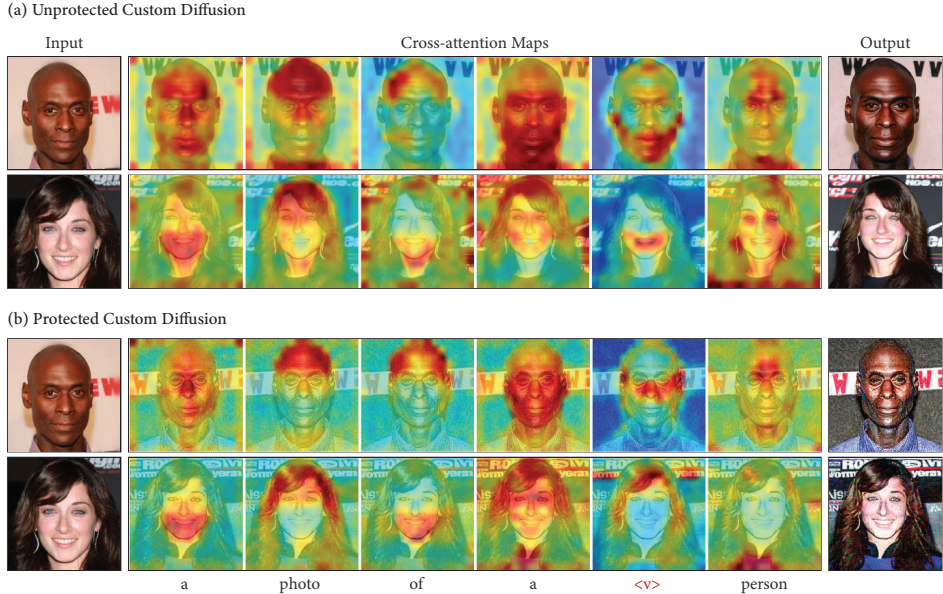 (a) Unprotected Custom Diffusion
Input
Cross-attention Maps
Output
(b) Protected Custom Diffusion
a
photo
of
a
<v>
person